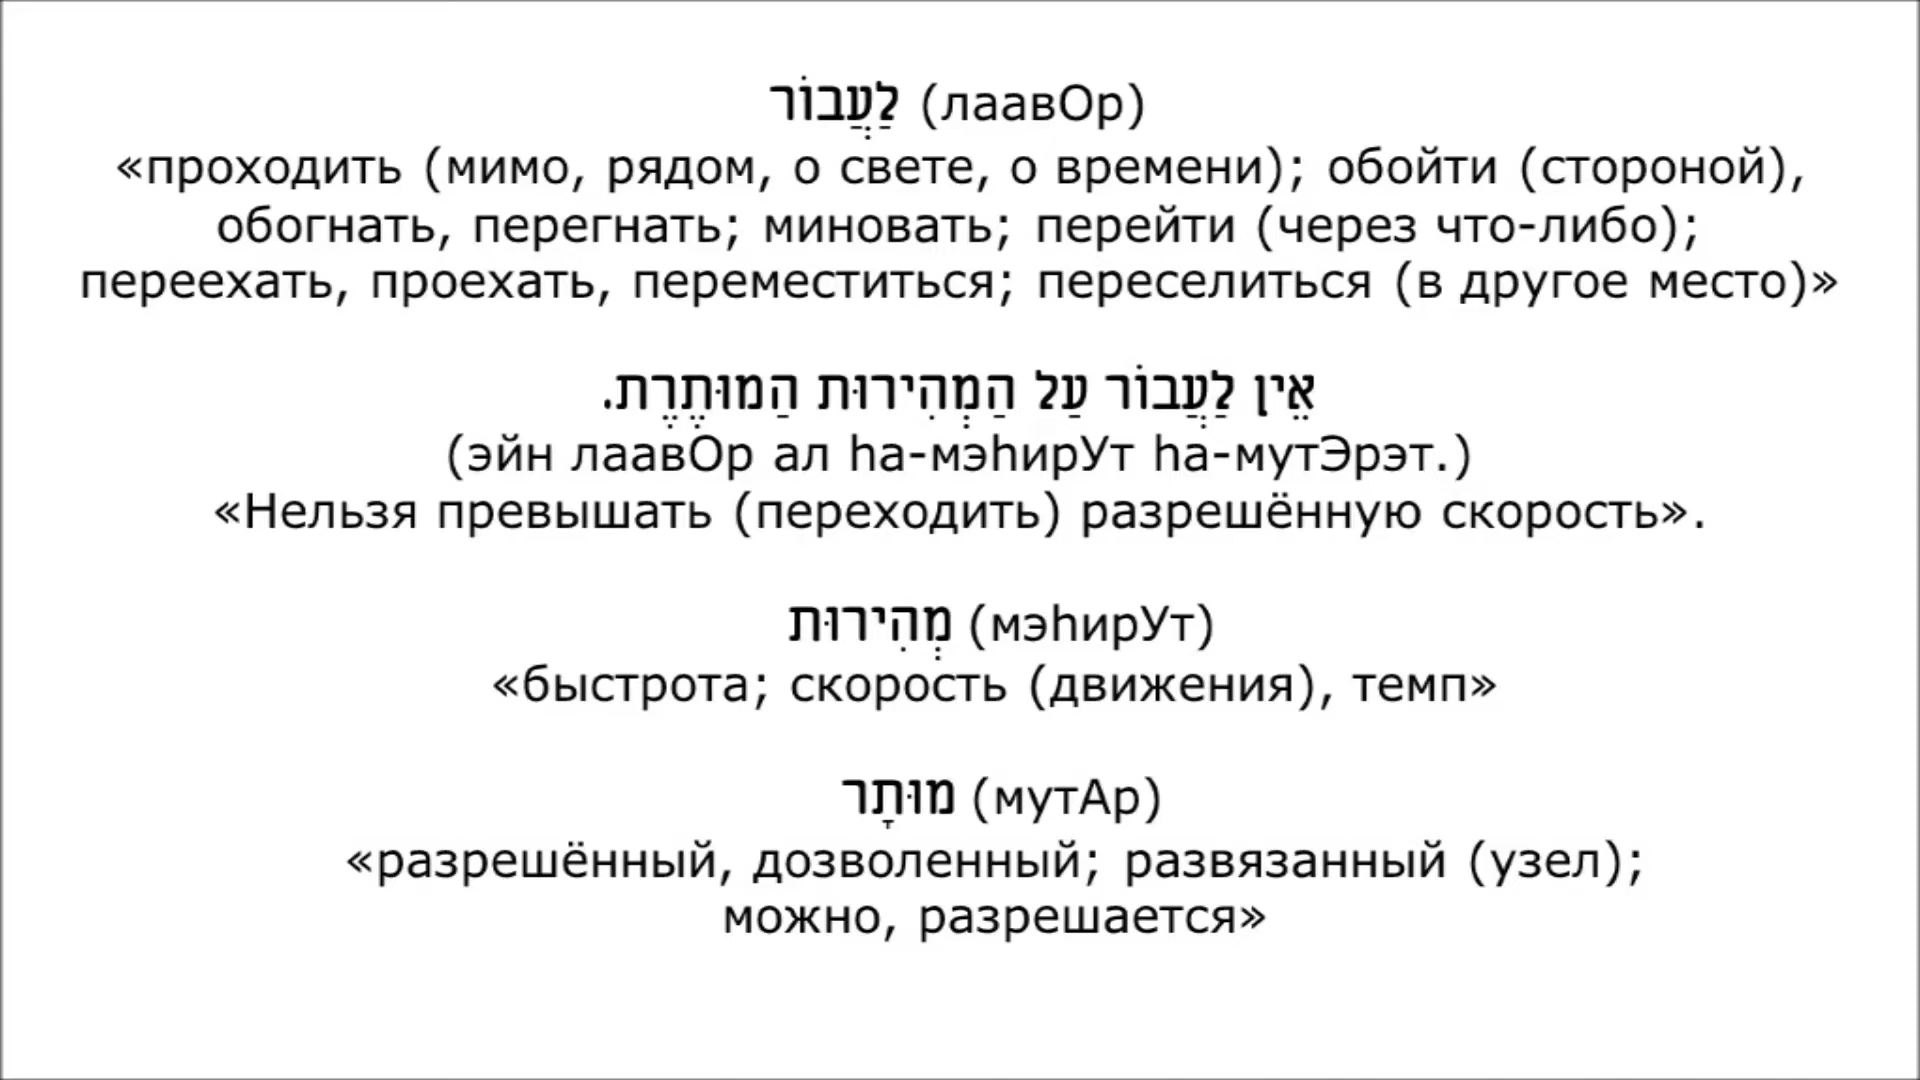 לַעֲבוֹר (лаавОр)
«проходить (мимо, рядом, о свете, о времени); обойти (стороной),
обогнать, перегнать; миновать; перейти (через что-либо);
переехать, проехать, переместиться; переселиться (в другое место)»
אֵין לַעֲבוֹר עַל הַמְהִירוּת הַמוּתֶרֶת.
(эйн лаавОр ал hа-мэhирУт hа-мутЭрэт.)
«Нельзя превышать (переходить) разрешённую скорость».
מְהִירוּת (мэhирУт)
«быстрота; скорость (движения), темп»
מוּתָר (мутАр)
«разрешённый, дозволенный; развязанный (узел);
можно, разрешается»